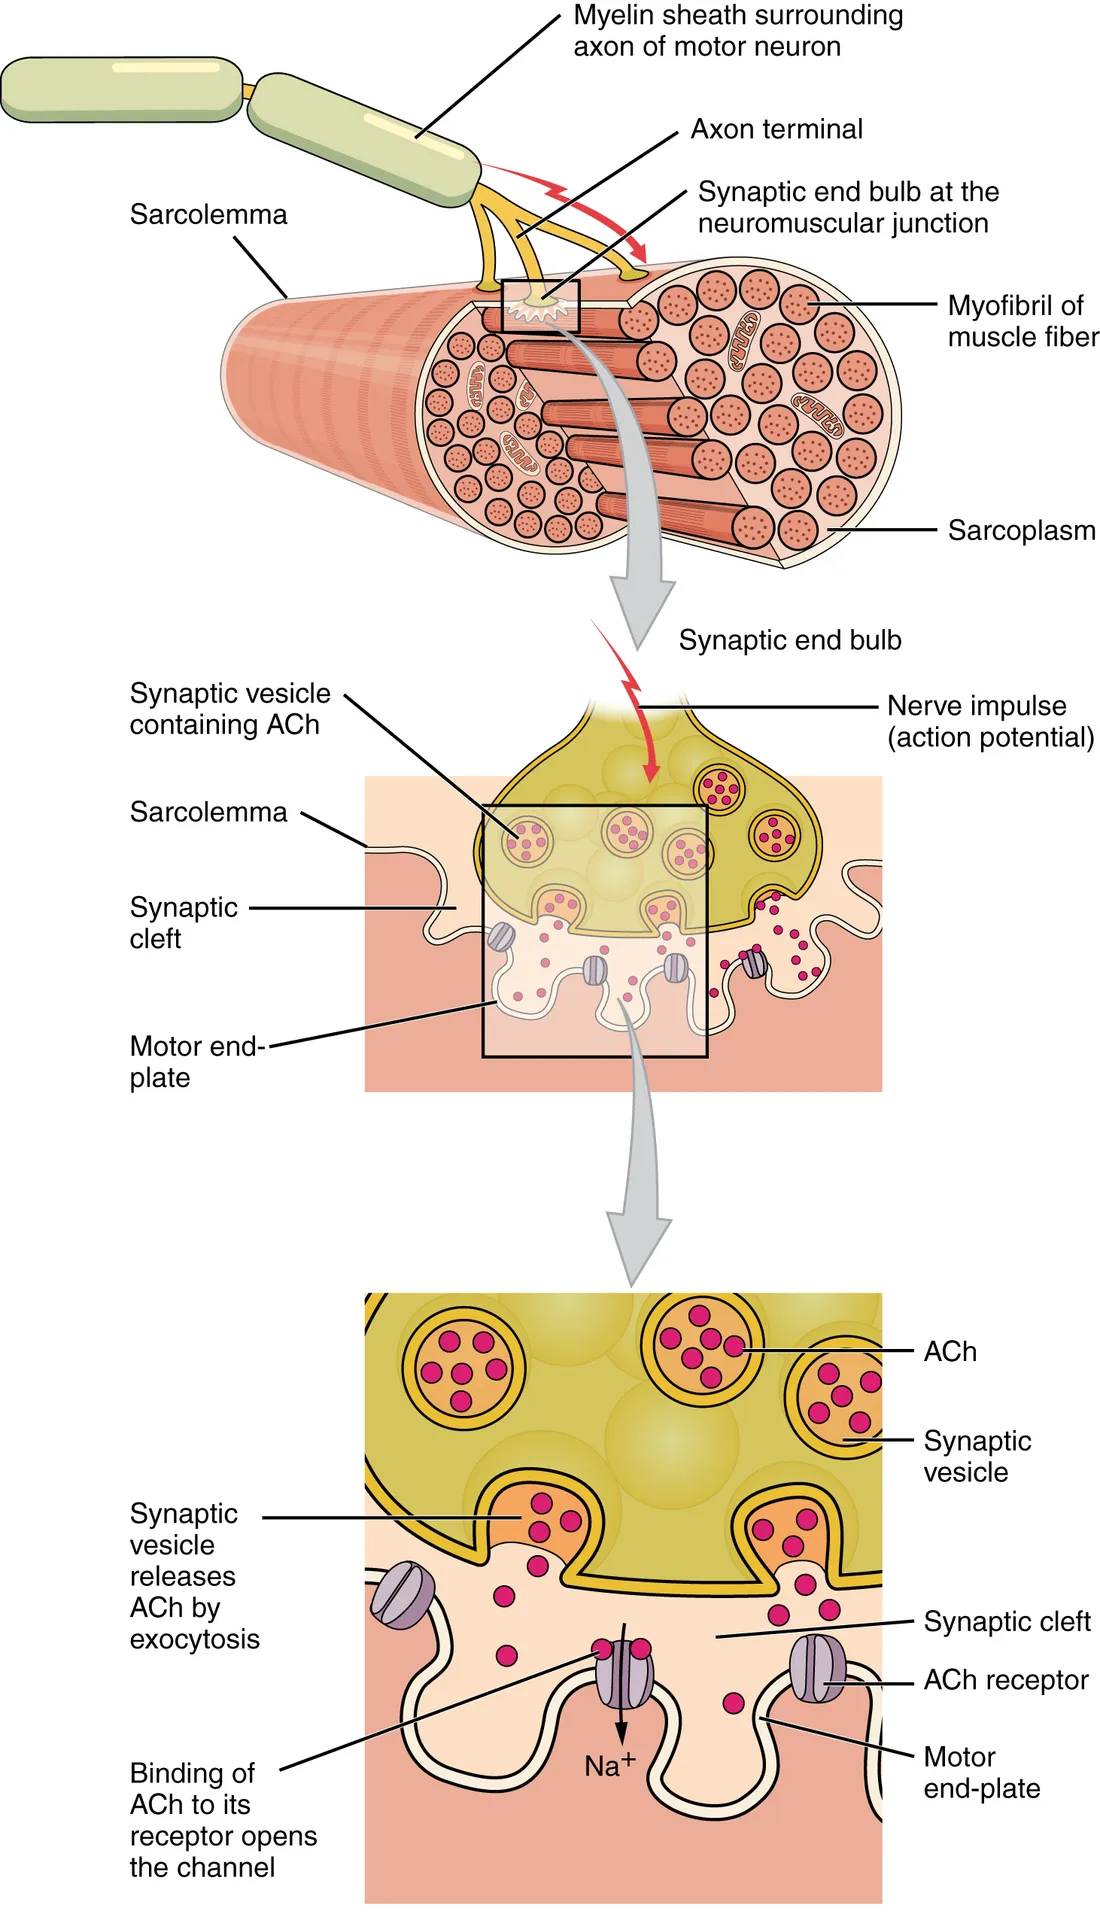 Myelin sheath surrounding
axon of motor neuron
Axon terminal
Synaptic end bulb at the
neuromuscular junction
Sarcolemma
Myofibril of
muscle fiber
Sarcoplasm
Synaptic end bulb
Synaptic vesicle
containing ACh
Nerve impulse
(action potential)
Sarcolemma
Synaptic
cleft
Motor end-
plate
ACh
Synaptic
vesicle
Synaptic
vesicle
releases
ACh by
exocytosis
Synaptic cleft
ACh receptor
Na+
Motor
end-plate
Binding of
ACh to its
receptor opens
the channel